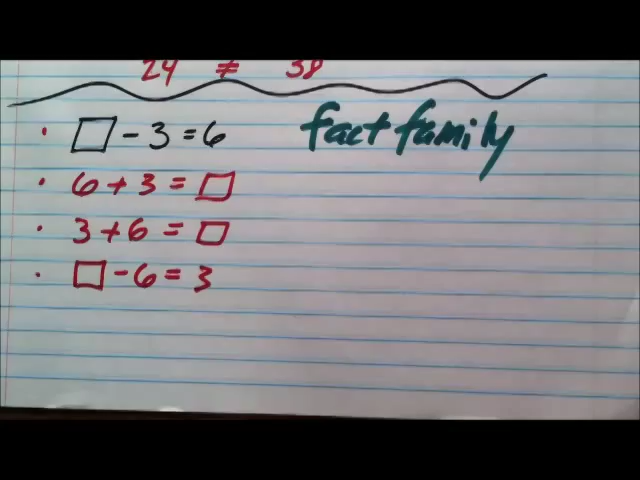 24 ≠ 38
• □ - 3 = 6
fact family
• 6 + 3 = □
• 3 + 6 = □
• □ - 6 = 3